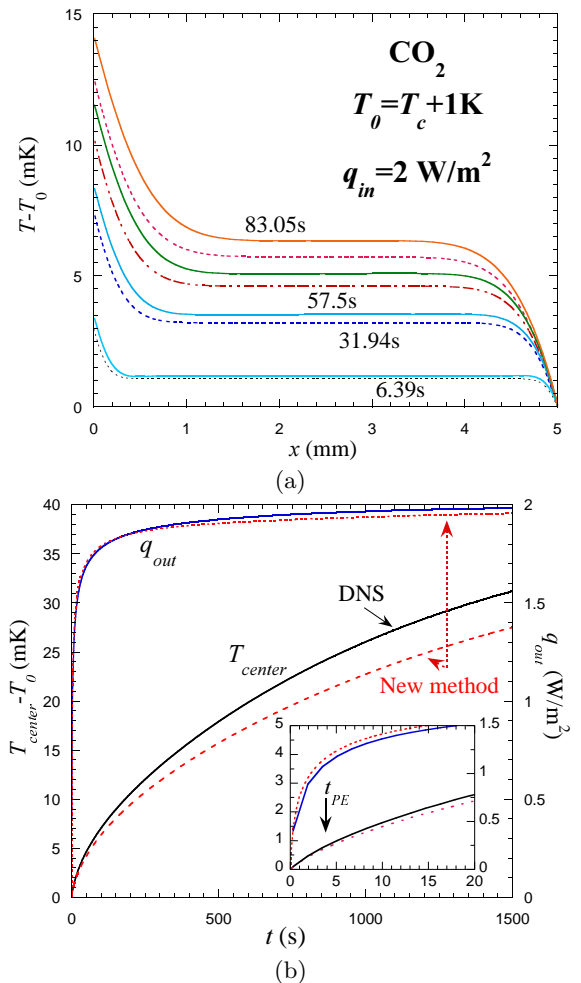 15
10
5
0
T-T0 (mK)
CO2
T0=Tc+1K
qin=2 W/m2
83.05s
57.5s
31.94s
6.39s
0 1 2 3 4 5
x (mm)
(a)
40
35
30
25
20
15
10
5
0
Tcenter-T0 (mK)
2
1.5
1
0.5
0
qout (W/m2)
qout
DNS
Tcenter
New method
5
4
3
2
1
0
tPE
1.5
1
0.5
0
0 5 10 15 20
0 500 1000 1500
t (s)
(b)